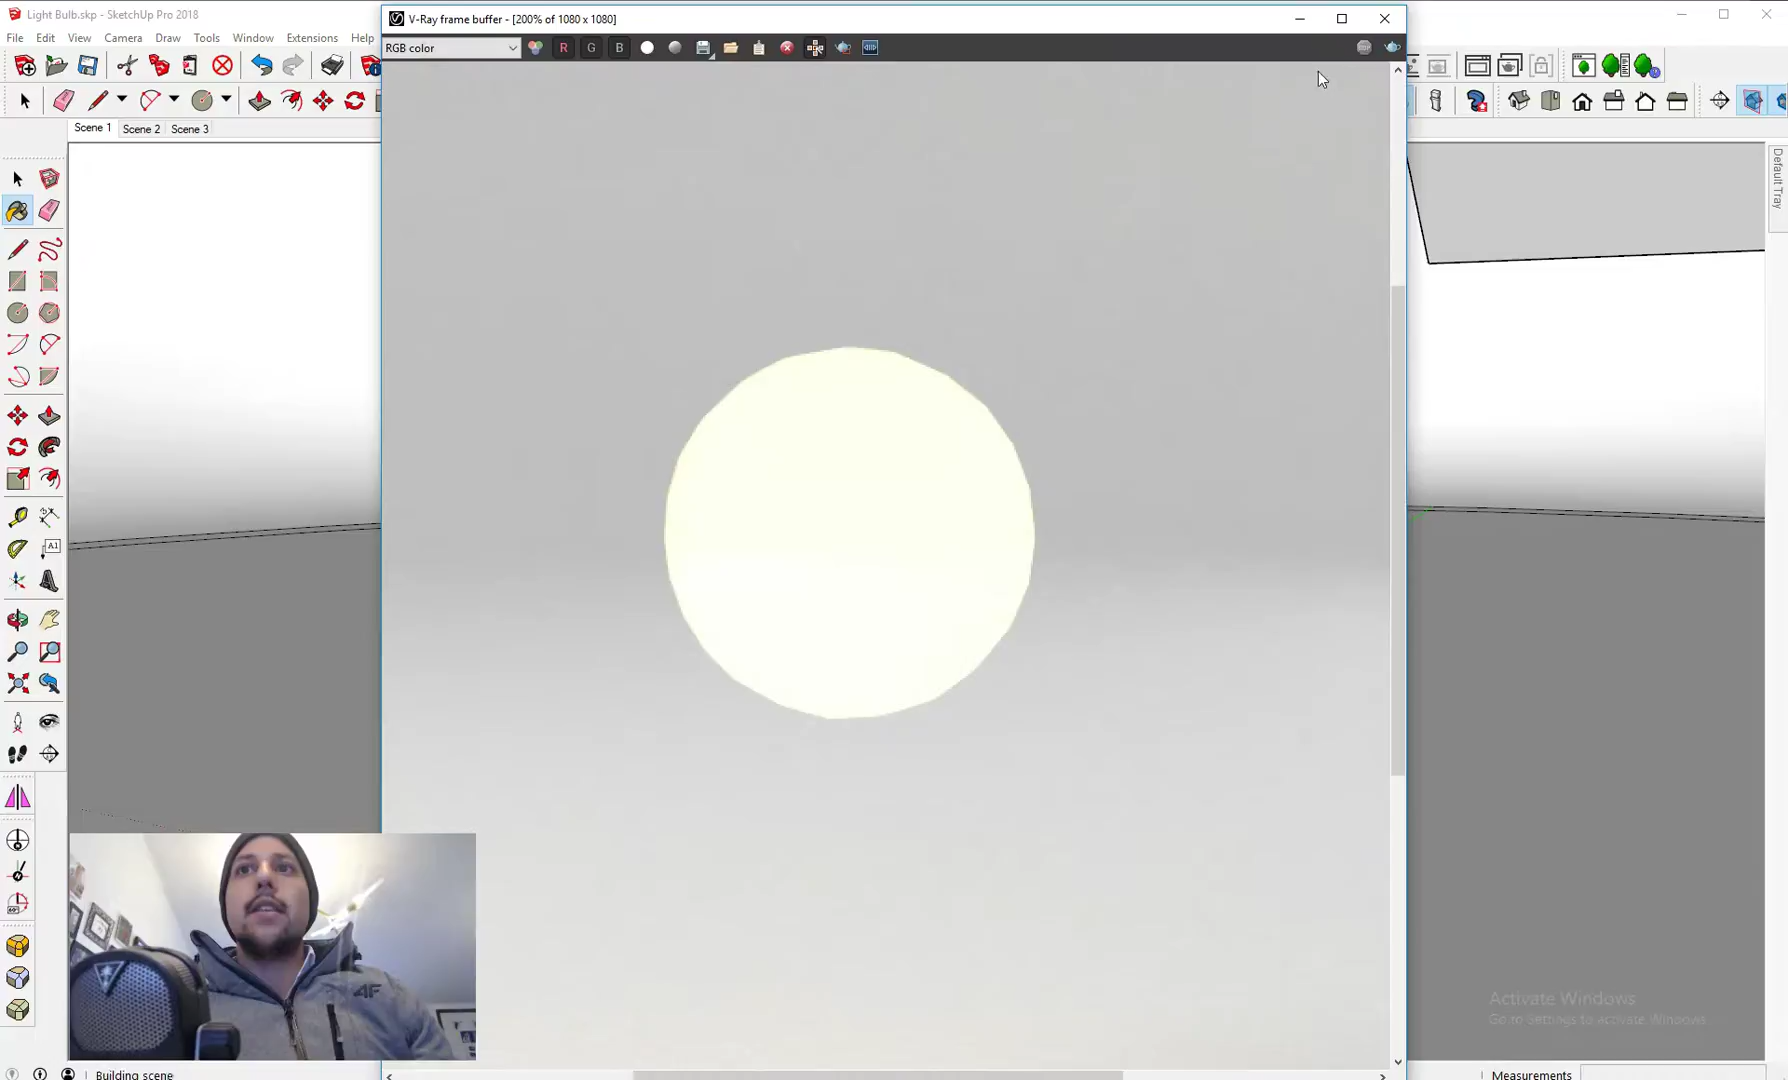 Light Bulb.skp - SketchUp Pro 2018
V-Ray frame buffer - [200% of 1080 x 1080]
File Edit View Camera Draw Tools Window Extensions Help
RGB color
R G B
Scene 1 Scene 2 Scene 3
Default Tray
A1
4F
Activate Windows
Go to Settings to activate Windows.
Building scene
Measurements